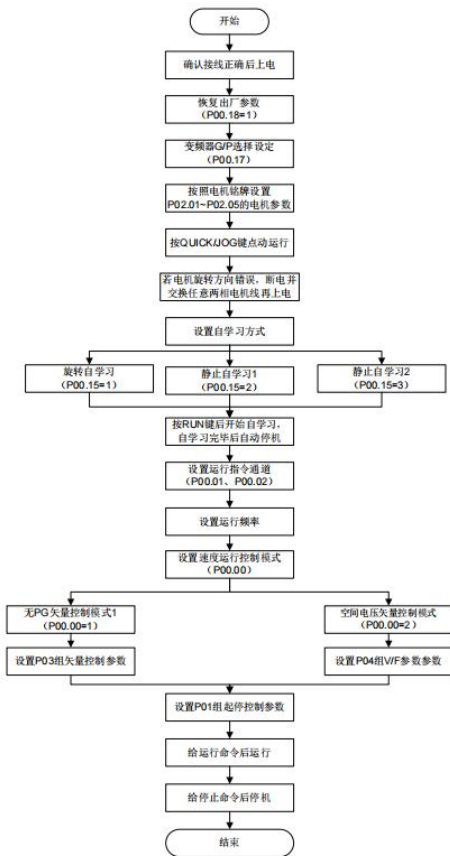 开始
确认接线正确后上电
恢复出厂参数
（P00.18=1）
变频器G/P选择设定
（P00.17）
按照电机铭牌设置
P02.01~P02.05的电机参数
按QUICK/JOG键点动运行
若电机旋转方向错误，断电并
交换任意两相电机线再上电
设置自学习方式
旋转自学习
（P00.15=1）
静止自学习1
（P00.15=2）
静止自学习2
（P00.15=3）
按RUN键后开始自学习，
自学习完毕后自动停机
设置运行指令通道
（P00.01、P00.02）
设置运行频率
设置速度运行控制模式
（P00.00）
无PG矢量控制模式1
（P00.00=1）
空间电压矢量控制模式
（P00.00=2）
设置P03组矢量控制参数
设置P04组V/F参数参数
设置P01组起停控制参数
给运行命令后运行
给停止命令后停机
结束